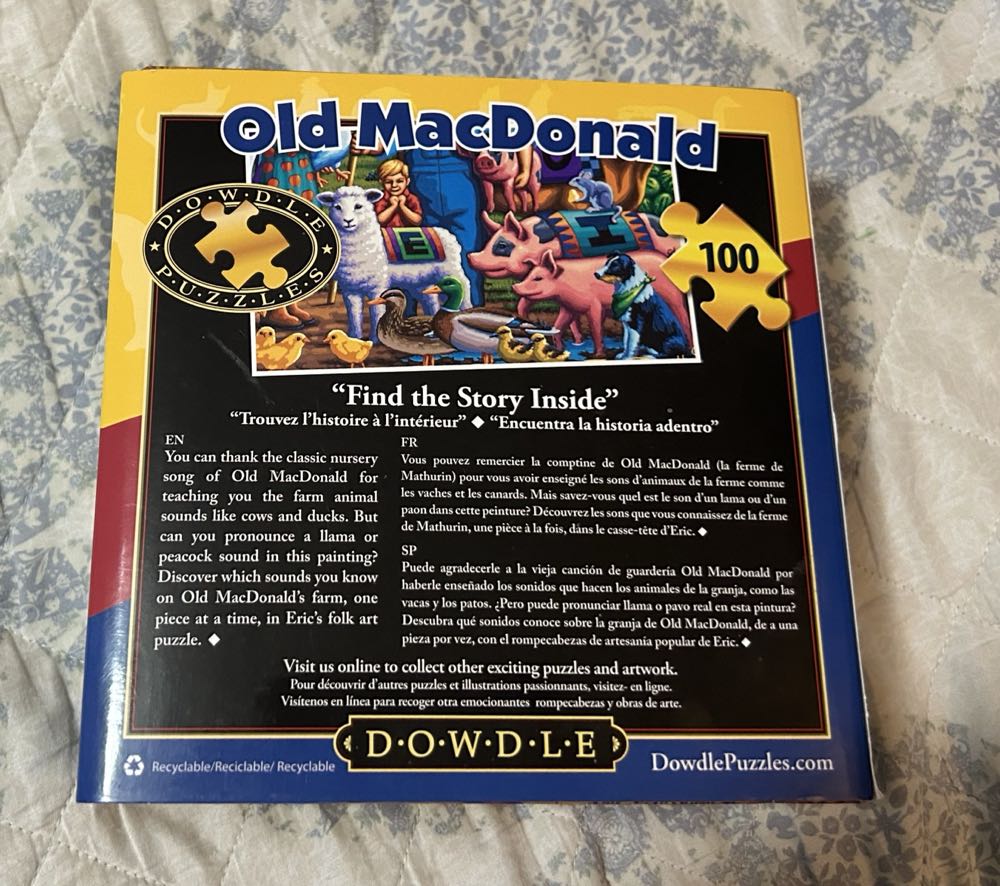 Old MacDonald
D·O·W·D·L·E
P·U·Z·Z·L·E·S
100
E
I
“Find the Story Inside”
“Trouvez l’histoire à l’intérieur” ◆ “Encuentra la historia adentro”
EN
You can thank the classic nursery
song of Old MacDonald for
teaching you the farm animal
sounds like cows and ducks. But
can you pronounce a llama or
peacock sound in this painting?
Discover which sounds you know
on Old MacDonald’s farm, one
piece at a time, in Eric’s folk art
puzzle. ◆
FR
Vous pouvez remercier la comptine de Old MacDonald (la ferme de
Mathurin) pour vous avoir enseigné les sons d’animaux de la ferme comme
les vaches et les canards. Mais savez-vous quel est le son d’un lama ou d’un
paon dans cette peinture? Découvrez les sons que vous connaissez de la ferme
de Mathurin, une pièce à la fois, dans le casse-tête d’Eric. ◆
SP
Puede agradecerle a la vieja canción de guardería Old MacDonald por
haberle enseñado los sonidos que hacen los animales de la granja, como las
vacas y los patos. ¿Pero puede pronunciar llama o pavo real en esta pintura?
Descubra qué sonidos conoce sobre la granja de Old MacDonald, de a una
pieza por vez, con el rompecabezas de artesanía popular de Eric. ◆
Visit us online to collect other exciting puzzles and artwork.
Pour découvrir d’autres puzzles et illustrations passionnants, visitez- en ligne.
Visítenos en línea para recoger otra emocionantes rompecabezas y obras de arte.
D·O·W·D·L·E
Recyclable/Reciclable/ Recyclable
DowdlePuzzles.com